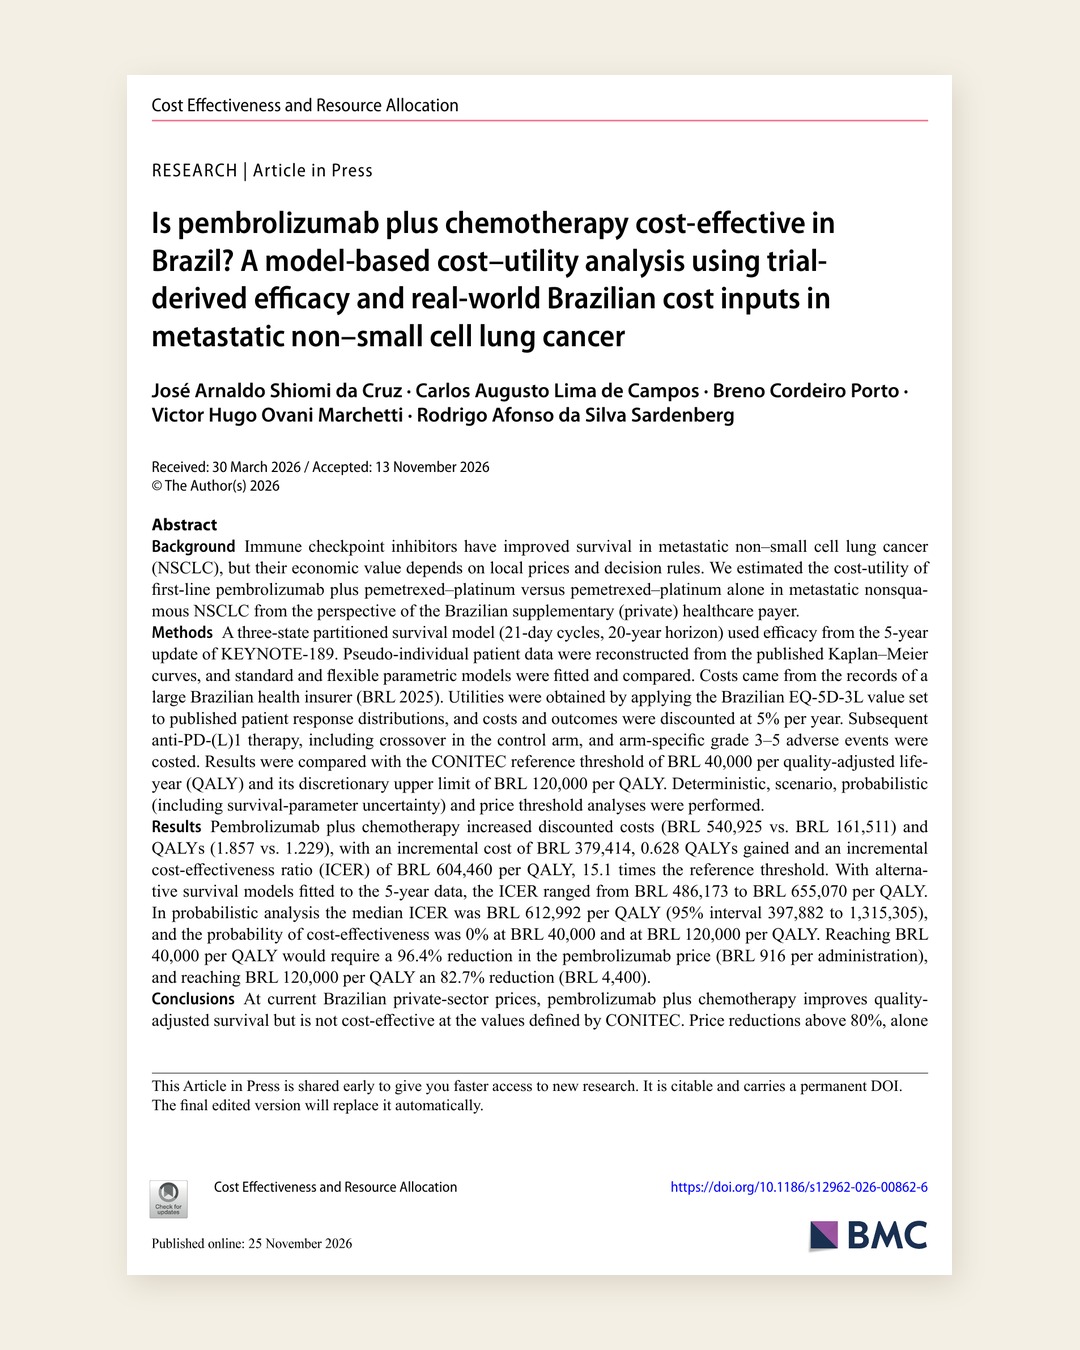 Cost Effectiveness and Resource Allocation
RESEARCH | Article in Press
Is pembrolizumab plus chemotherapy cost-effective in
Brazil? A model-based cost–utility analysis using trial-
derived efficacy and real-world Brazilian cost inputs in
metastatic non–small cell lung cancer
José Arnaldo Shiomi da Cruz · Carlos Augusto Lima de Campos · Breno Cordeiro Porto ·
Victor Hugo Ovani Marchetti · Rodrigo Afonso da Silva Sardenberg
Received: 30 March 2026 / Accepted: 13 November 2026
© The Author(s) 2026
Abstract
Background Immune checkpoint inhibitors have improved survival in metastatic non–small cell lung cancer
(NSCLC), but their economic value depends on local prices and decision rules. We estimated the cost-utility of
first-line pembrolizumab plus pemetrexed–platinum versus pemetrexed–platinum alone in metastatic nonsqua-
mous NSCLC from the perspective of the Brazilian supplementary (private) healthcare payer.
Methods A three-state partitioned survival model (21-day cycles, 20-year horizon) used efficacy from the 5-year
update of KEYNOTE-189. Pseudo-individual patient data were reconstructed from the published Kaplan–Meier
curves, and standard and flexible parametric models were fitted and compared. Costs came from the records of a
large Brazilian health insurer (BRL 2025). Utilities were obtained by applying the Brazilian EQ-5D-3L value set
to published patient response distributions, and costs and outcomes were discounted at 5% per year. Subsequent
anti-PD-(L)1 therapy, including crossover in the control arm, and arm-specific grade 3–5 adverse events were
costed. Results were compared with the CONITEC reference threshold of BRL 40,000 per quality-adjusted life-
year (QALY) and its discretionary upper limit of BRL 120,000 per QALY. Deterministic, scenario, probabilistic
(including survival-parameter uncertainty) and price threshold analyses were performed.
Results Pembrolizumab plus chemotherapy increased discounted costs (BRL 540,925 vs. BRL 161,511) and
QALYs (1.857 vs. 1.229), with an incremental cost of BRL 379,414, 0.628 QALYs gained and an incremental
cost-effectiveness ratio (ICER) of BRL 604,460 per QALY, 15.1 times the reference threshold. With alterna-
tive survival models fitted to the 5-year data, the ICER ranged from BRL 486,173 to BRL 655,070 per QALY.
In probabilistic analysis the median ICER was BRL 612,992 per QALY (95% interval 397,882 to 1,315,305),
and the probability of cost-effectiveness was 0% at BRL 40,000 and at BRL 120,000 per QALY. Reaching BRL
40,000 per QALY would require a 96.4% reduction in the pembrolizumab price (BRL 916 per administration),
and reaching BRL 120,000 per QALY an 82.7% reduction (BRL 4,400).
Conclusions At current Brazilian private-sector prices, pembrolizumab plus chemotherapy improves quality-
adjusted survival but is not cost-effective at the values defined by CONITEC. Price reductions above 80%, alone
This Article in Press is shared early to give you faster access to new research. It is citable and carries a permanent DOI.
The final edited version will replace it automatically.
Check for
updates
Cost Effectiveness and Resource Allocation
https://doi.org/10.1186/s12962-026-00862-6
Published online: 25 November 2026
BMC